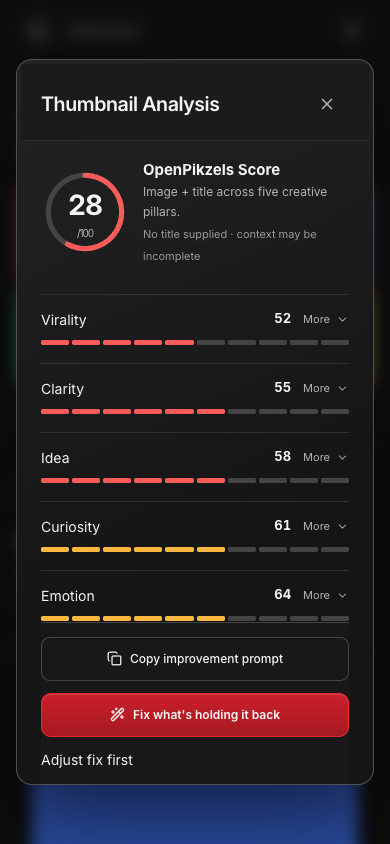 Thumbnail Analysis
28
/100
OpenPikzels Score
Image + title across five creative
pillars.
No title supplied · context may be
incomplete
Virality 52 More
Clarity 55 More
Idea 58 More
Curiosity 61 More
Emotion 64 More
Copy improvement prompt
Fix what's holding it back
Adjust fix first